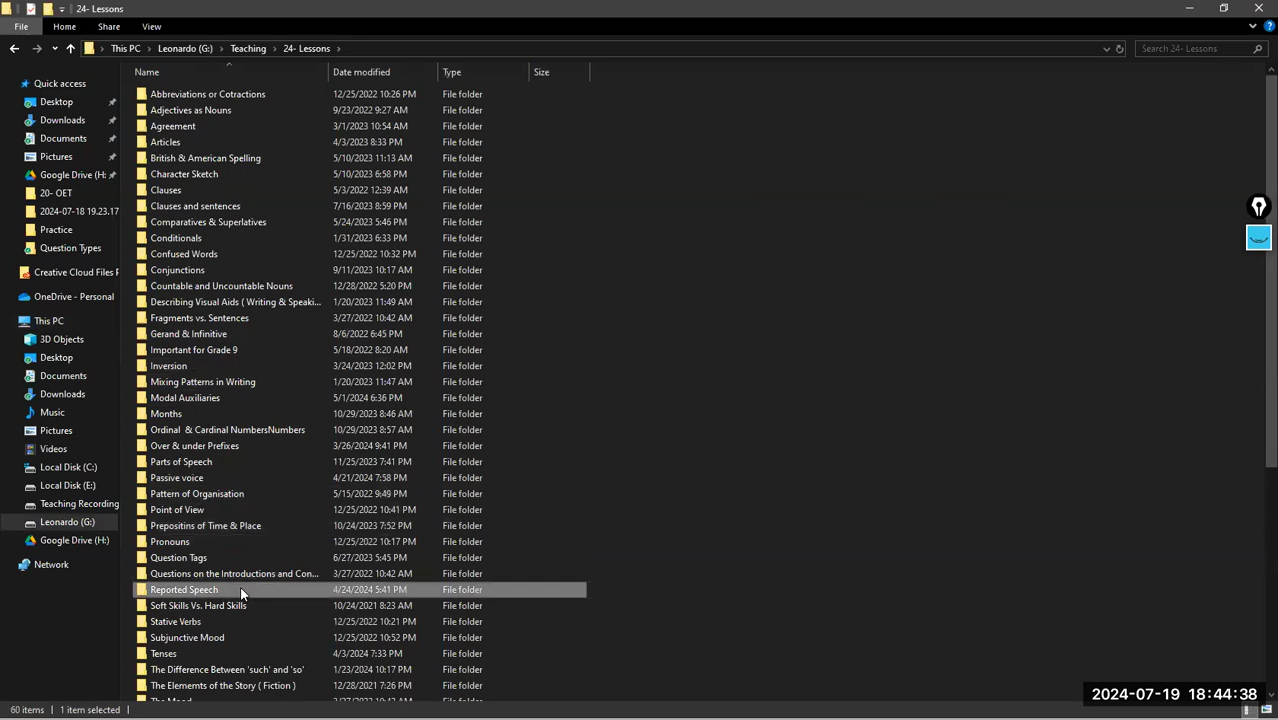 24- Lessons
File Home Share View
This PC Leonardo (G:) Teaching 24- Lessons Search 24- Lessons
Name Date modified Type Size
Quick access
Desktop
Downloads
Documents
Pictures
Google Drive (H:
20- OET
2024-07-18 19.23.17
Practice
Question Types
Creative Cloud Files P
OneDrive - Personal
This PC
3D Objects
Desktop
Documents
Downloads
Music
Pictures
Videos
Local Disk (C:)
Local Disk (E:)
Teaching Recording
Leonardo (G:)
Google Drive (H:)
Network
Abbreviations or Cotractions 12/25/2022 10:26 PM File folder
Adjectives as Nouns 9/23/2022 9:27 AM File folder
Agreement 3/1/2023 10:54 AM File folder
Articles 4/3/2023 8:33 PM File folder
British & American Spelling 5/10/2023 11:13 AM File folder
Character Sketch 5/10/2023 6:58 PM File folder
Clauses 5/3/2022 12:39 AM File folder
Clauses and sentences 7/16/2023 8:59 PM File folder
Comparatives & Superlatives 5/24/2023 5:46 PM File folder
Conditionals 1/31/2023 6:33 PM File folder
Confused Words 12/25/2022 10:32 PM File folder
Conjunctions 9/11/2023 10:17 AM File folder
Countable and Uncountable Nouns 12/28/2022 5:20 PM File folder
Describing Visual Aids ( Writing & Speaki... 1/20/2023 11:49 AM File folder
Fragments vs. Sentences 3/27/2022 10:42 AM File folder
Gerand & Infinitive 8/6/2022 6:45 PM File folder
Important for Grade 9 5/18/2022 8:20 AM File folder
Inversion 3/24/2023 12:02 PM File folder
Mixing Patterns in Writing 1/20/2023 11:47 AM File folder
Modal Auxiliaries 5/1/2024 6:36 PM File folder
Months 10/29/2023 8:46 AM File folder
Ordinal & Cardinal NumbersNumbers 10/29/2023 8:57 AM File folder
Over & under Prefixes 3/26/2024 9:41 PM File folder
Parts of Speech 11/25/2023 7:41 PM File folder
Passive voice 4/21/2024 7:58 PM File folder
Pattern of Organisation 5/15/2022 9:49 PM File folder
Point of View 12/25/2022 10:41 PM File folder
Prepositins of Time & Place 10/24/2023 7:52 PM File folder
Pronouns 12/25/2022 10:17 PM File folder
Question Tags 6/27/2023 5:45 PM File folder
Questions on the Introductions and Con... 3/27/2022 10:42 AM File folder
Reported Speech 4/24/2024 5:41 PM File folder
Soft Skills Vs. Hard Skills 10/24/2021 8:23 AM File folder
Stative Verbs 12/25/2022 10:21 PM File folder
Subjunctive Mood 12/25/2022 10:52 PM File folder
Tenses 4/3/2024 7:33 PM File folder
The Difference Between 'such' and 'so' 1/23/2024 10:17 PM File folder
The Elememts of the Story ( Fiction ) 12/28/2021 7:26 PM File folder
The Mood 3/27/2022 10:42 AM File folder
60 items 1 item selected
2024-07-19 18:44:38